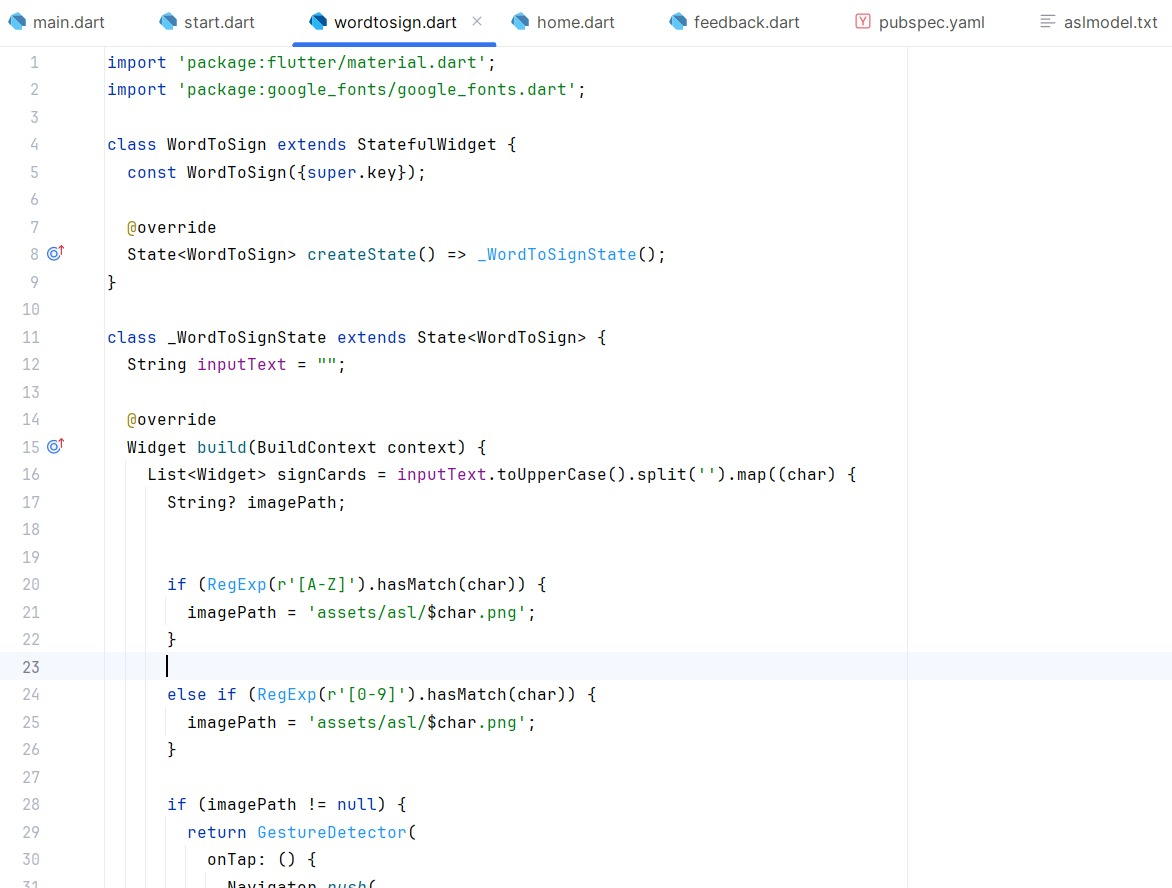 main.dart start.dart wordtosign.dart × home.dart feedback.dart Y pubspec.yaml aslmodel.txt
1 import 'package:flutter/material.dart';
2 import 'package:google_fonts/google_fonts.dart';
3
4 class WordToSign extends StatefulWidget {
5   const WordToSign({super.key});
6
7   @override
8   State<WordToSign> createState() => _WordToSignState();
9 }
10
11 class _WordToSignState extends State<WordToSign> {
12   String inputText = "";
13
14   @override
15   Widget build(BuildContext context) {
16     List<Widget> signCards = inputText.toUpperCase().split('').map((char) {
17       String? imagePath;
18
19
20       if (RegExp(r'[A-Z]').hasMatch(char)) {
21         imagePath = 'assets/asl/$char.png';
22       }
23
24       else if (RegExp(r'[0-9]').hasMatch(char)) {
25         imagePath = 'assets/asl/$char.png';
26       }
27
28       if (imagePath != null) {
29         return GestureDetector(
30           onTap: () {
31             Navigator.push(